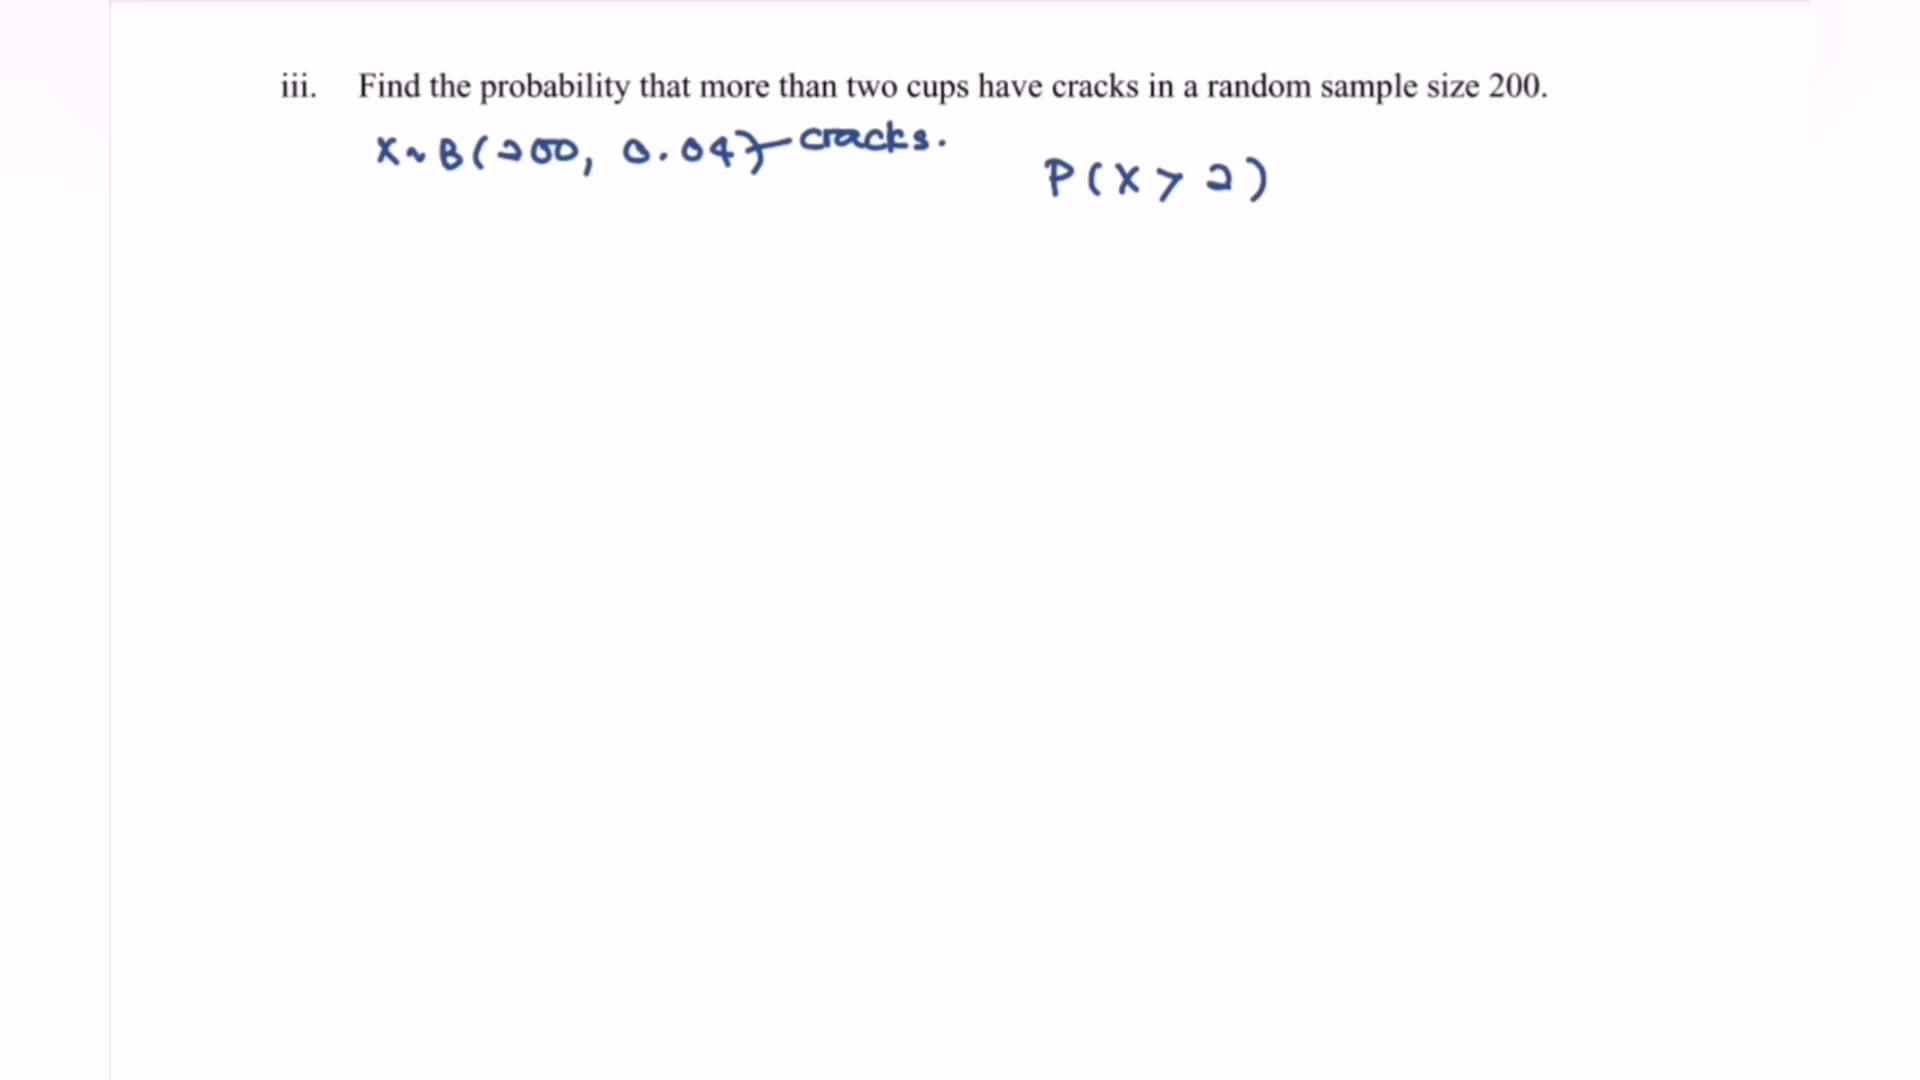 iii. Find the probability that more than two cups have cracks in a random sample size 200.
X~B(200, 0.04) cracks.
P(X > 2)